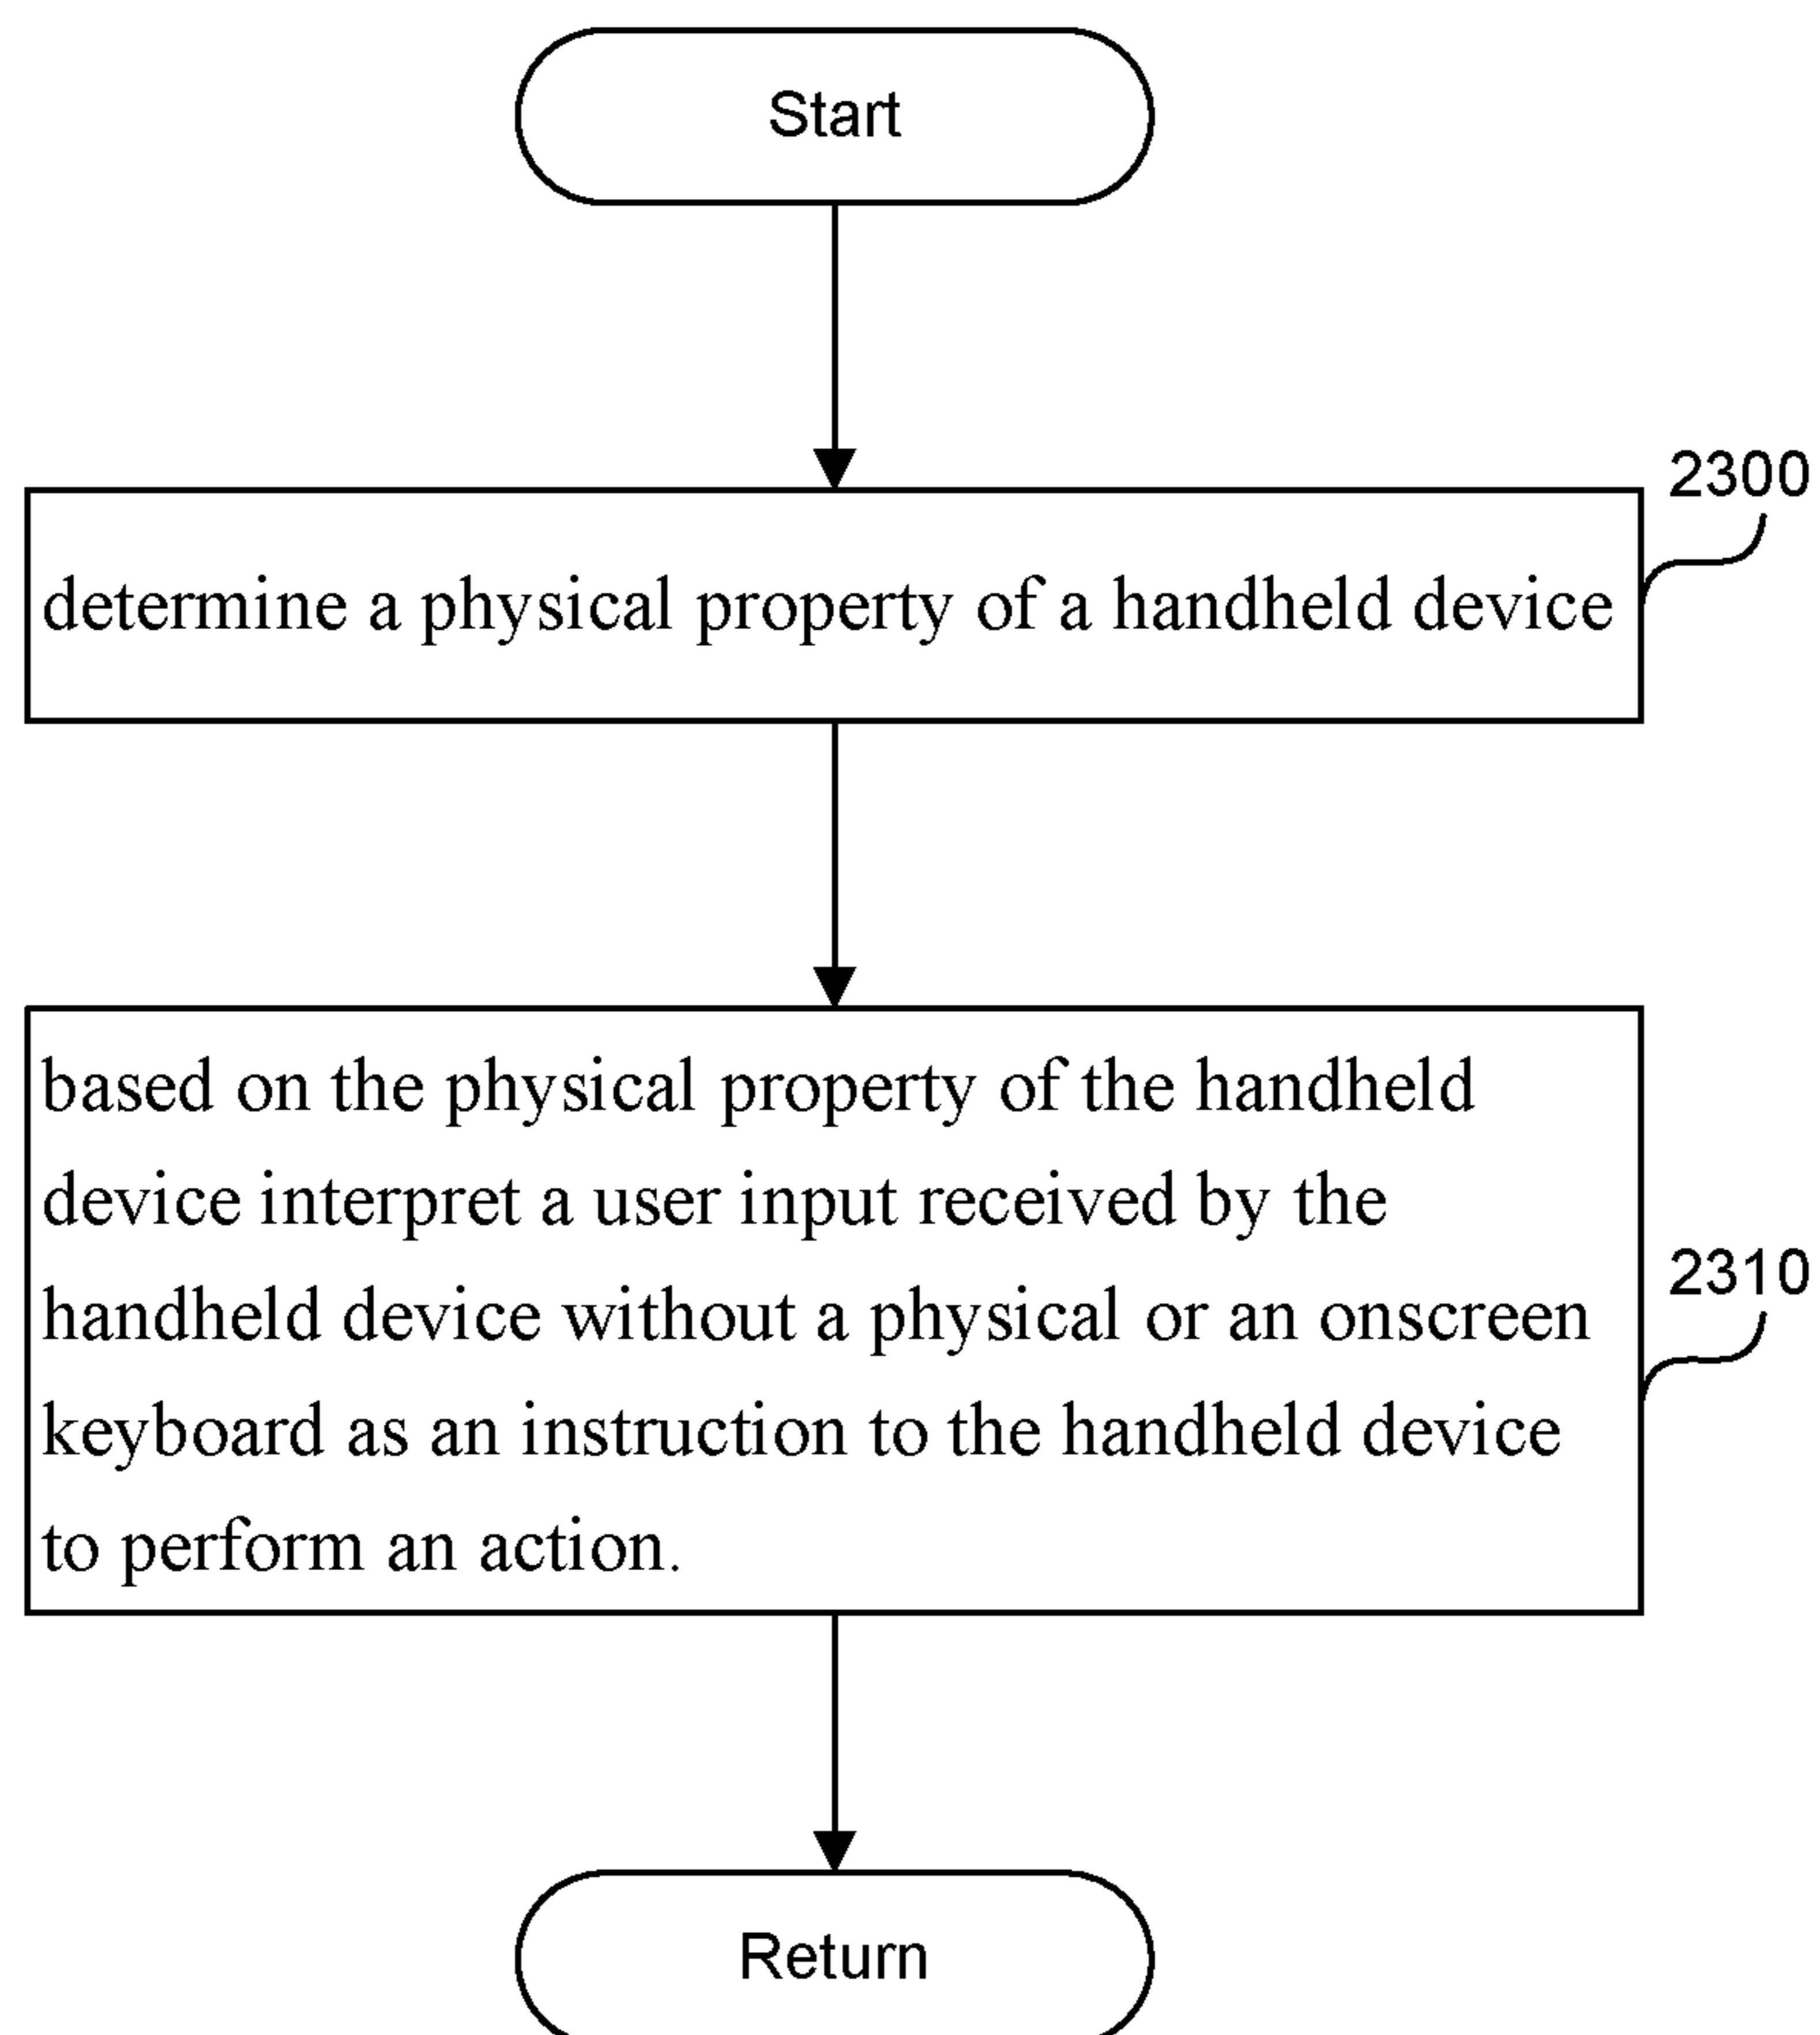 Start
2300
determine a physical property of a handheld device
based on the physical property of the handheld
device interpret a user input received by the
handheld device without a physical or an onscreen
keyboard as an instruction to the handheld device
to perform an action.
2310
Return